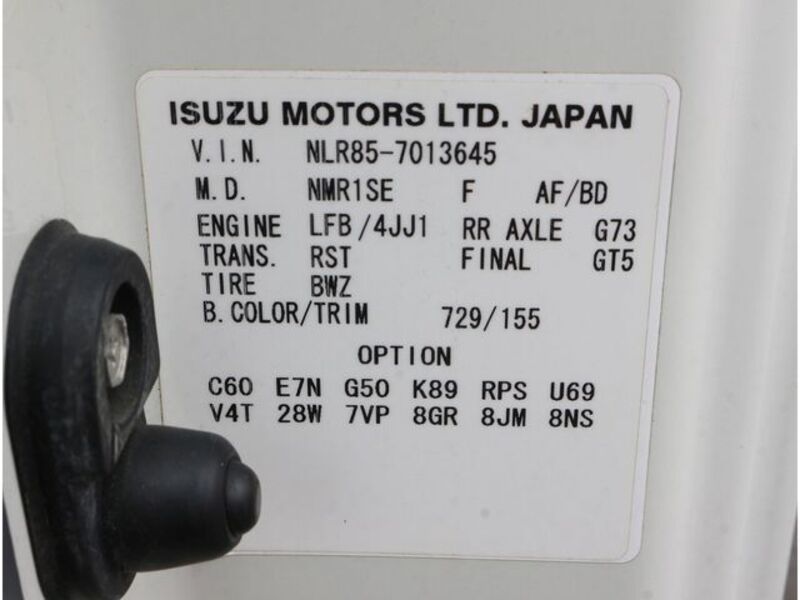 ISUZU MOTORS LTD. JAPAN
V.I.N. NLR85-7013645
M.D. NMR1SE F AF/BD
ENGINE LFB/4JJ1 RR AXLE G73
TRANS. RST FINAL GT5
TIRE BWZ
B.COLOR/TRIM 729/155
OPTION
C60 E7N G50 K89 RPS U69
V4T 28W 7VP 8GR 8JM 8NS